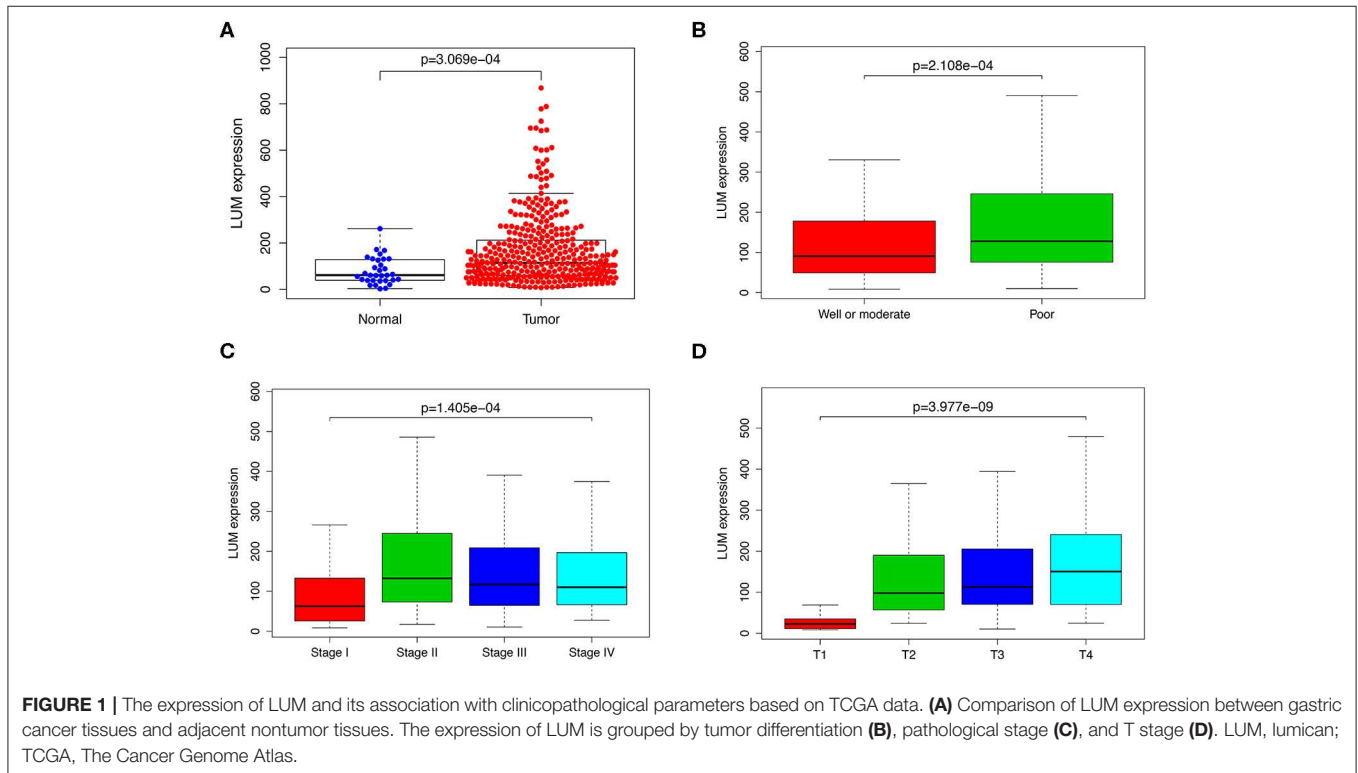 A
p=3.069e−04
LUM expression
0
200
400
600
800
1000
Normal
Tumor
B
p=2.108e−04
LUM expression
0
100
200
300
400
500
600
Well or moderate
Poor
C
p=1.405e−04
LUM expression
0
100
200
300
400
500
600
Stage I
Stage II
Stage III
Stage IV
D
p=3.977e−09
LUM expression
0
100
200
300
400
500
T1
T2
T3
T4
FIGURE 1 | The expression of LUM and its association with clinicopathological parameters based on TCGA data. (A) Comparison of LUM expression between gastric
cancer tissues and adjacent nontumor tissues. The expression of LUM is grouped by tumor differentiation (B), pathological stage (C), and T stage (D). LUM, lumican;
TCGA, The Cancer Genome Atlas.